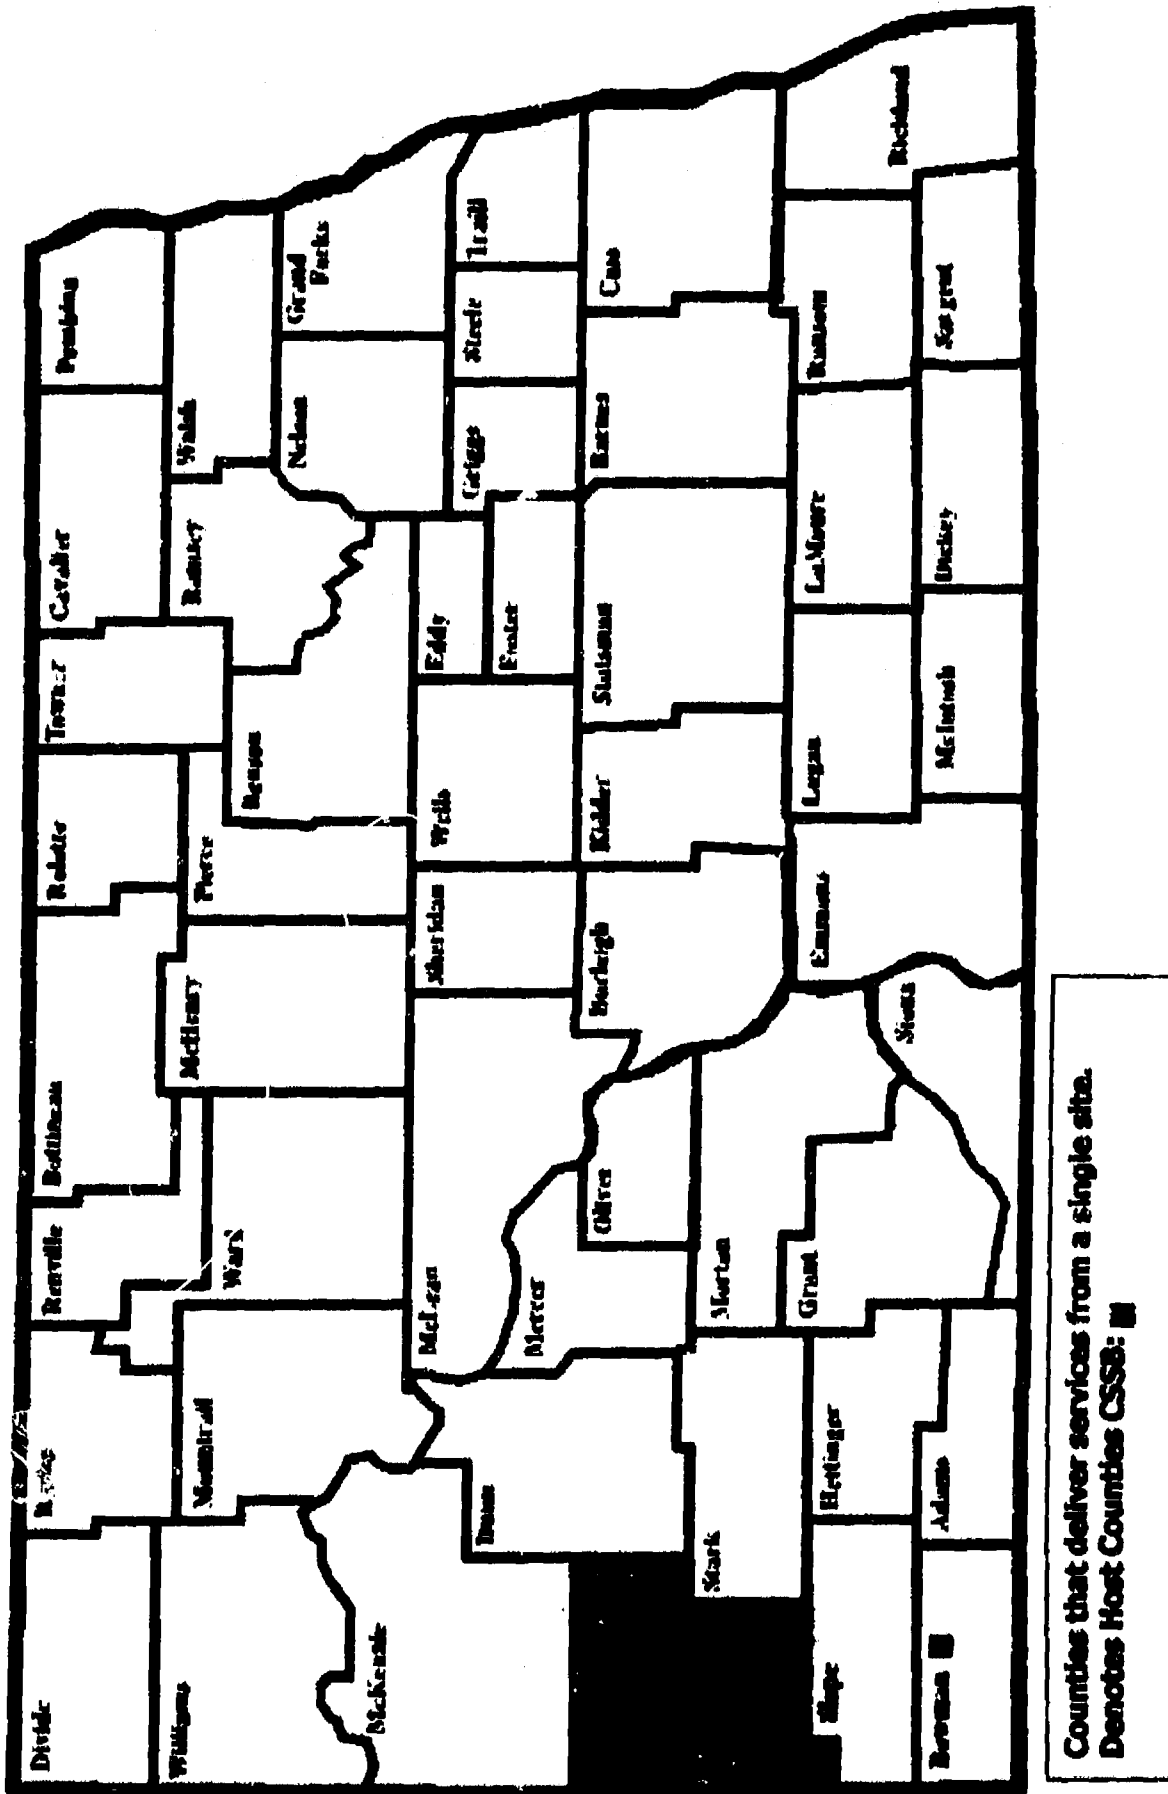 Divide
Williams
McKenzie
Mountrail
Renville
Ward
Bottineau
McHenry
Rolette
Pierce
Towner
Benson
Cavalier
Ramsey
Pembina
Walsh
Nelson
Grand
Forks
McLean
Mercer
Oliver
Dunn
Sheridan
Wells
Eddy
Foster
Griggs
Steele
Traill
Burleigh
Kidder
Stutsman
Barnes
Cass
Stark
Morton
Grant
Hettinger
Slope
Bowman
Adams
Sioux
Emmons
Logan
McIntosh
LaMoure
Dickey
Ransom
Sargent
Richland
Counties that deliver services from a single site.
Denotes Host Counties CSSB: